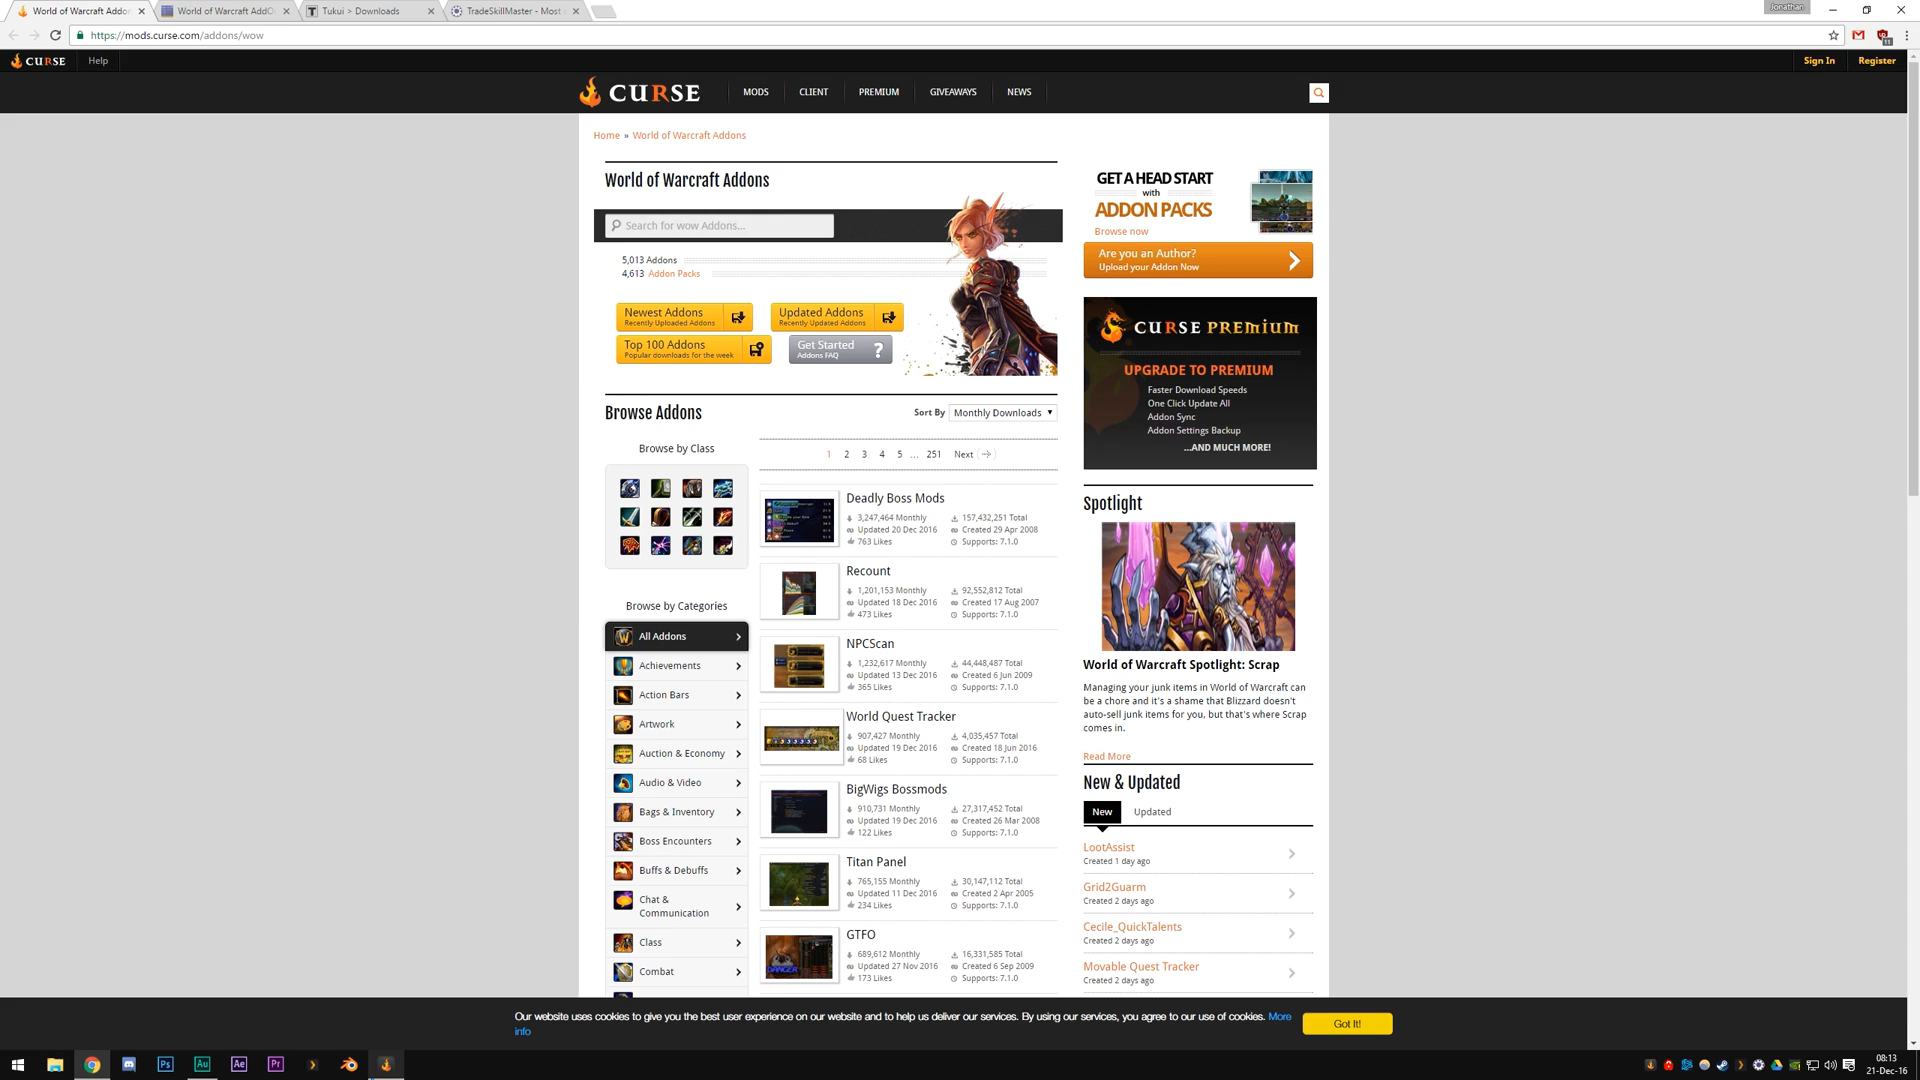 World of Warcraft Addon
World of Warcraft AddO
Tukui > Downloads
TradeSkillMaster - Most
Jonathan
https://mods.curse.com/addons/wow
CURSE
Help
Sign In
Register
CURSE
MODS
CLIENT
PREMIUM
GIVEAWAYS
NEWS
Home » World of Warcraft Addons
World of Warcraft Addons
Search for wow Addons...
5,013 Addons
4,613 Addon Packs
Newest Addons
Recently Uploaded Addons
Updated Addons
Recently Updated Addons
Top 100 Addons
Popular downloads for the week
Get Started
Addons FAQ
?
GET A HEAD START
with
ADDON PACKS
Browse now
Are you an Author?
Upload your Addon Now
CURSE PREMIUM
UPGRADE TO PREMIUM
Faster Download Speeds
One Click Update All
Addon Sync
Addon Settings Backup
...AND MUCH MORE!
Browse Addons
Sort By Monthly Downloads
Browse by Class
1 2 3 4 5 ... 251 Next
Browse by Categories
All Addons
Achievements
Action Bars
Artwork
Auction & Economy
Audio & Video
Bags & Inventory
Boss Encounters
Buffs & Debuffs
Chat &
Communication
Class
Combat
Deadly Boss Mods
3,247,464 Monthly 157,432,251 Total
Updated 20 Dec 2016 Created 29 Apr 2008
763 Likes Supports: 7.1.0
Recount
1,201,153 Monthly 92,552,812 Total
Updated 18 Dec 2016 Created 17 Aug 2007
473 Likes Supports: 7.1.0
NPCScan
1,232,617 Monthly 44,448,487 Total
Updated 13 Dec 2016 Created 6 Jun 2009
365 Likes Supports: 7.1.0
World Quest Tracker
907,427 Monthly 4,035,457 Total
Updated 19 Dec 2016 Created 18 Jun 2016
68 Likes Supports: 7.1.0
BigWigs Bossmods
910,731 Monthly 27,317,452 Total
Updated 19 Dec 2016 Created 26 Mar 2008
122 Likes Supports: 7.1.0
Titan Panel
765,155 Monthly 30,147,112 Total
Updated 11 Dec 2016 Created 2 Apr 2005
234 Likes Supports: 7.1.0
GTFO
689,612 Monthly 16,331,585 Total
Updated 27 Nov 2016 Created 6 Sep 2009
173 Likes Supports: 7.1.0
DANGER
Spotlight
World of Warcraft Spotlight: Scrap
Managing your junk items in World of Warcraft can
be a chore and it's a shame that Blizzard doesn't
auto-sell junk items for you, but that's where Scrap
comes in.
Read More
New & Updated
New Updated
LootAssist
Created 1 day ago
Grid2Guarm
Created 2 days ago
Cecile_QuickTalents
Created 2 days ago
Movable Quest Tracker
Created 2 days ago
Our website uses cookies to give you the best user experience on our website and to help us deliver our services. By using our services, you agree to our use of cookies. More
info
Got It!
Ps
Au
Ae
Pr
08:13
21-Dec-16